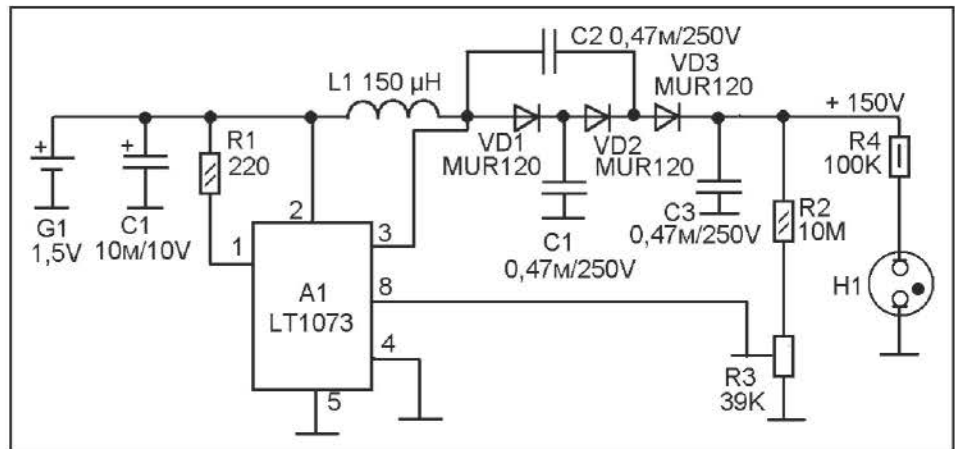 C2 0,47м/250V
VD3
MUR120
L1 150 µH
+ 150V
+
+
R1
220
VD1
MUR120
VD2
MUR120
R4
100K
G1
1,5V
C1
10м/10V
2
1
3
8
4
5
A1
LT1073
C1
0,47м/250V
C3
0,47м/250V
R2
10M
H1
R3
39K